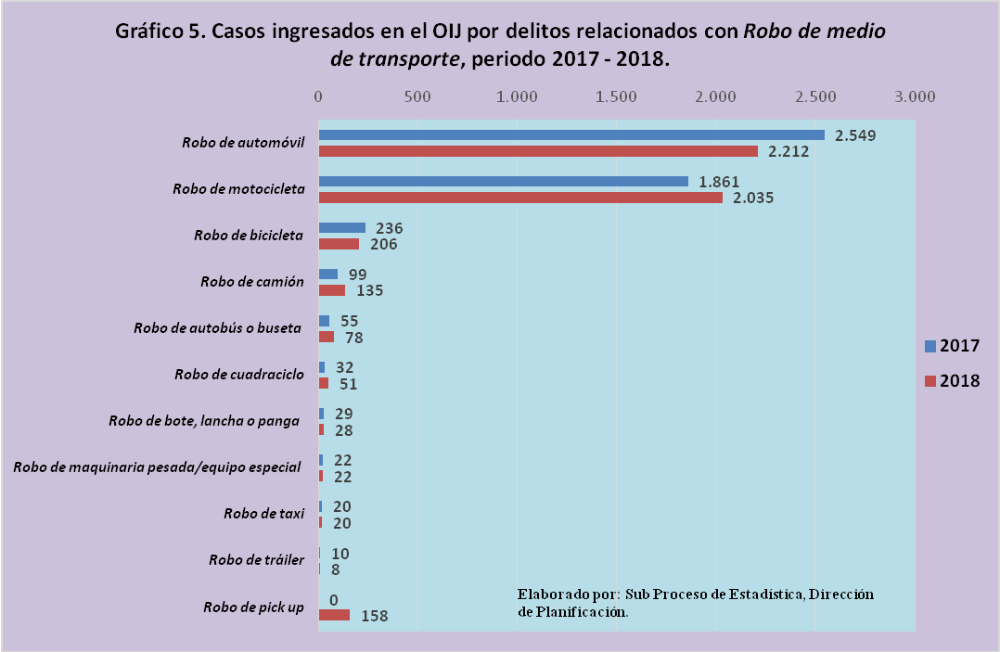 Gráfico 5. Casos ingresados en el OIJ por delitos relacionados con Robo de medio
de transporte, periodo 2017 - 2018.
0 500 1.000 1.500 2.000 2.500 3.000
Robo de automóvil
2.549
2.212
Robo de motocicleta
1.861
2.035
Robo de bicicleta
236
206
Robo de camión
99
135
Robo de autobús o buseta
55
78
Robo de cuadraciclo
32
51
Robo de bote, lancha o panga
29
28
Robo de maquinaria pesada/equipo especial
22
22
Robo de taxi
20
20
Robo de tráiler
10
8
Robo de pick up
0
158
2017
2018
Elaborado por: Sub Proceso de Estadística, Dirección
de Planificación.